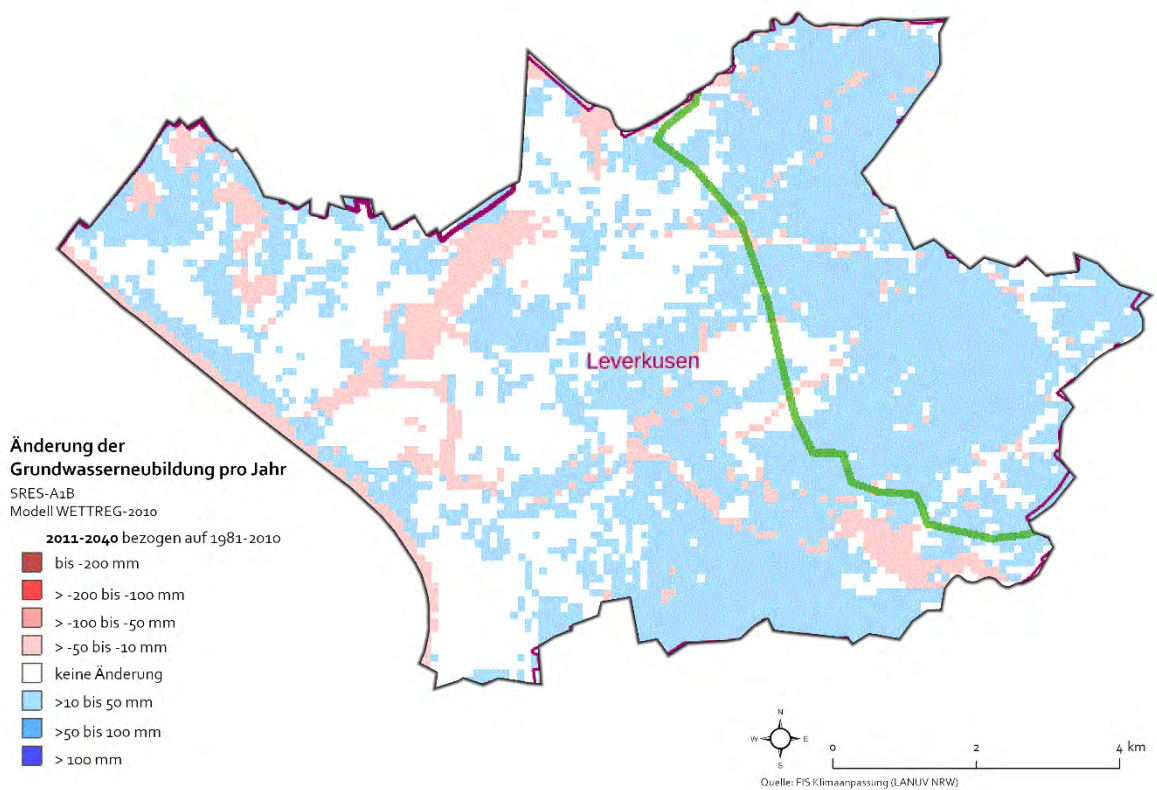 Leverkusen
Änderung der
Grundwasserneubildung pro Jahr
SRES-A1B
Modell WETTREG-2010
2011-2040 bezogen auf 1981-2010
bis -200 mm
> -200 bis -100 mm
> -100 bis -50 mm
> -50 bis -10 mm
keine Änderung
>10 bis 50 mm
>50 bis 100 mm
> 100 mm
N
W E
S
0 2 4 km
Quelle: FIS Klimaanpassung (LANUV NRW)